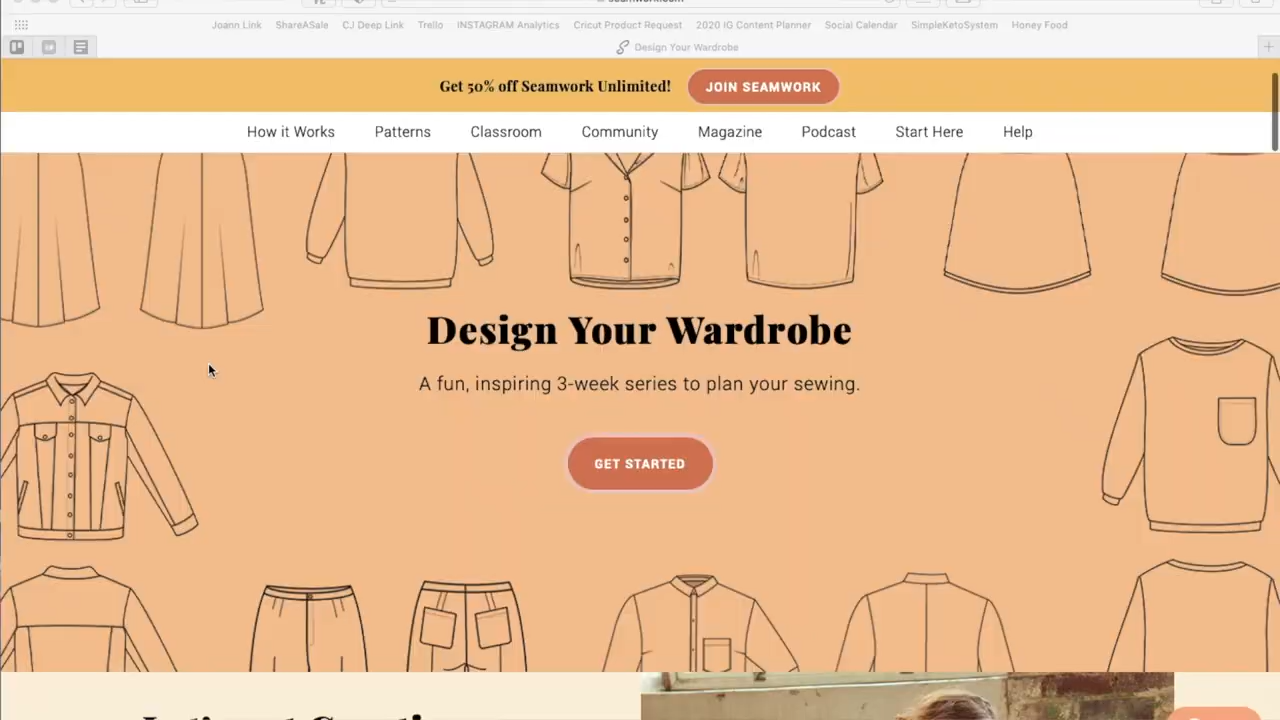 Joann Link ShareASale CJ Deep Link Trello INSTAGRAM Analytics Cricut Product Request 2020 IG Content Planner Social Calendar SimpleKetoSystem Honey Food
Design Your Wardrobe
Get 50% off Seamwork Unlimited! JOIN SEAMWORK
How it Works Patterns Classroom Community Magazine Podcast Start Here Help
Design Your Wardrobe
A fun, inspiring 3-week series to plan your sewing.
GET STARTED